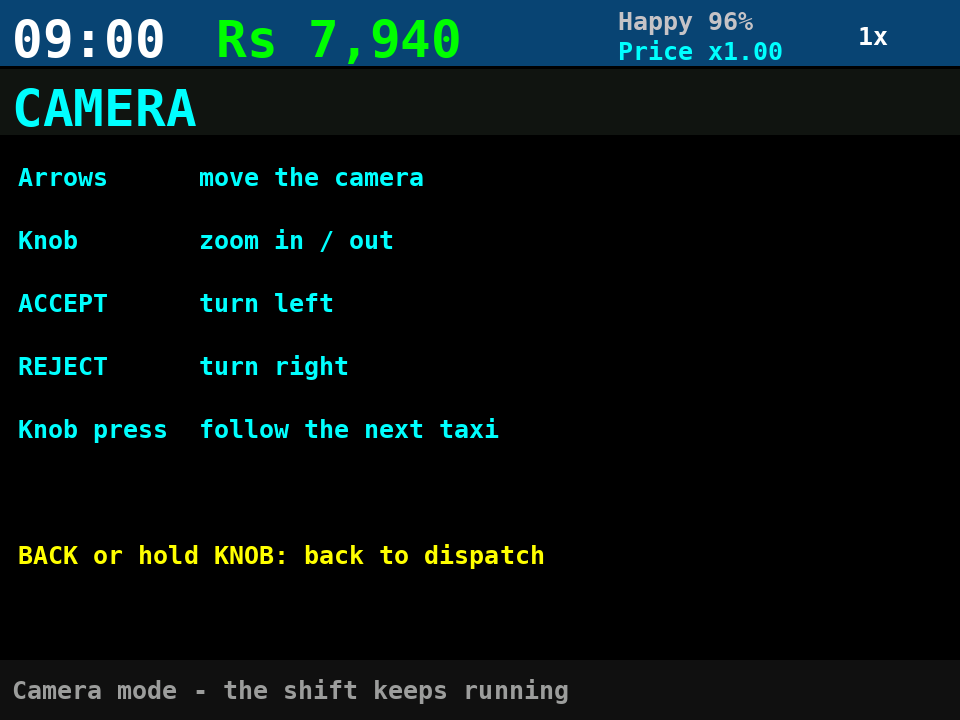 09:00 Rs 7,940 Happy 96% 1x
Price x1.00
CAMERA
Arrows move the camera
Knob zoom in / out
ACCEPT turn left
REJECT turn right
Knob press follow the next taxi
BACK or hold KNOB: back to dispatch
Camera mode - the shift keeps running